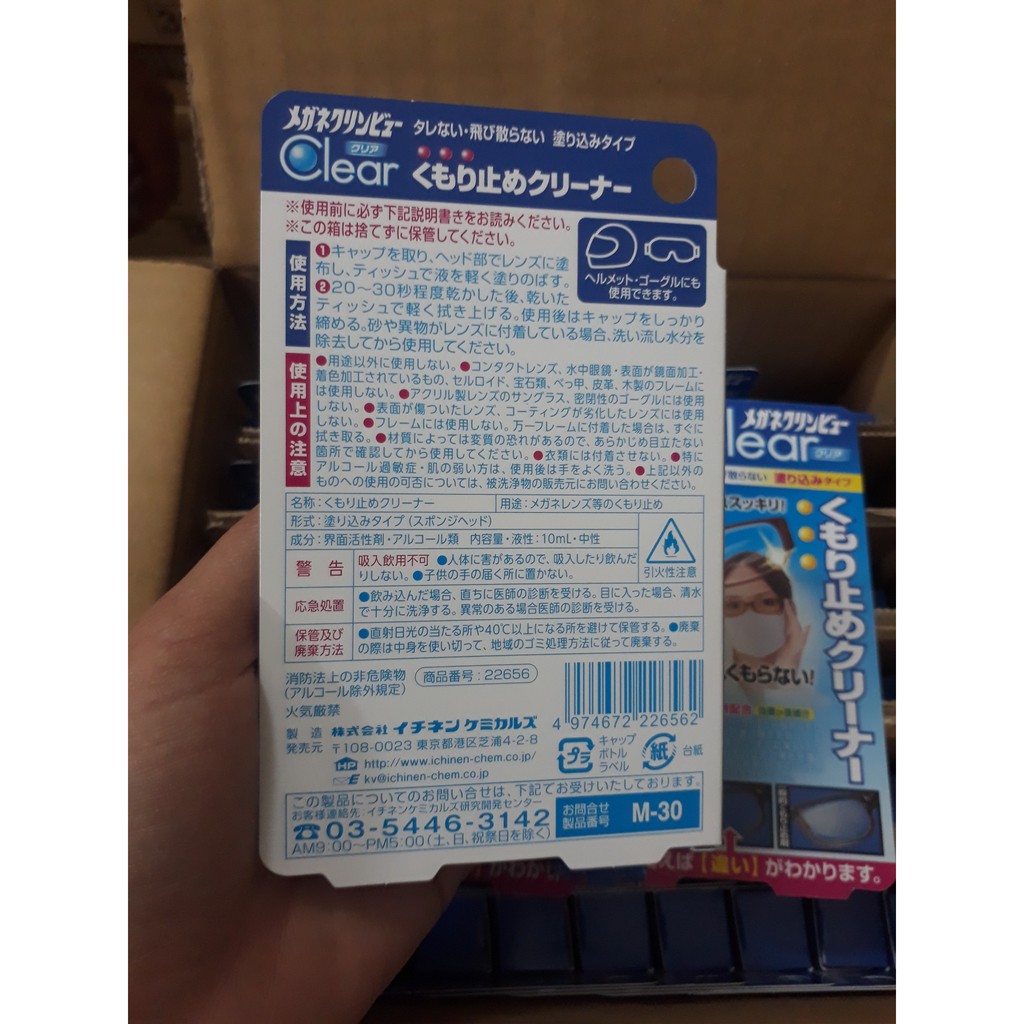 メガネクリンビュー
タレない・飛び散らない 塗り込みタイプ
Clear クリア
くもり止めクリーナー
※使用前に必ず下記説明書きをお読みください。
※この箱は捨てずに保管してください。
ヘルメット・ゴーグルにも
使用できます。
使用方法
❶キャップを取り、ヘッド部でレンズに塗
布し、ティッシュで液を軽く塗りのばす。
❷20〜30秒程度乾かした後、乾いた
ティッシュで軽く拭き上げる。使用後はキャップをしっかり
締める。砂や異物がレンズに付着している場合、洗い流し水分を
除去してから使用してください。
使用上の注意
●用途以外に使用しない。●コンタクトレンズ、水中眼鏡・表面が鏡面加工・
着色加工されているもの、セルロイド、宝石類、べっ甲、皮革、木製のフレームに
は使用しない。●アクリル製レンズのサングラス、密閉性のゴーグルには使用
しない。●表面が傷ついたレンズ、コーティングが劣化したレンズには使用
しない。●フレームには使用しない。万一フレームに付着した場合は、すぐに
拭き取る。●材質によっては変質の恐れがあるので、あらかじめ目立たない
箇所で確認してから使用してください。●衣類には付着させない。●特に
アルコール過敏症・肌の弱い方は、使用後は手をよく洗う。●上記以外の
ものへの使用の可否については、被洗浄物の販売元にお問い合わせください。
名称:くもり止めクリーナー 用途:メガネレンズ等のくもり止め
形式:塗り込みタイプ(スポンジヘッド)
成分:界面活性剤・アルコール類 内容量・液性:10mL・中性
引火性注意
警告
吸入飲用不可 ●人体に害があるので、吸入したり飲んだ
りしない。●子供の手の届く所に置かない。
応急処置
●飲み込んだ場合、直ちに医師の診断を受ける。目に入った場合、清水
で十分に洗浄する。異常のある場合医師の診断を受ける。
保管及び
廃棄方法
●直射日光の当たる所や40℃以上になる所を避けて保管する。●廃棄
の際は中身を使い切って、地域のゴミ処理方法に従って廃棄する。
消防法上の非危険物
(アルコール除外規定)
商品番号:22656
火気厳禁
4 974672 226562
製造
発売元
株式会社 イチネンケミカルズ
〒108-0023 東京都港区芝浦4-2-8
HP http://www.ichinen-chem.co.jp/
E kv@ichinen-chem.co.jp
プラ
キャップ
ボトル
ラベル
紙
台紙
この製品についてのお問い合せは、下記でお受けいたしております。
お客様連絡先:イチネンケミカルズ研究開発センター
☎03-5446-3142
AM9:00〜PM5:00(土、日、祝祭日を除く)
お問合せ
製品番号
M-30
メガネクリンビュー
lear クリア
散らない 塗り込みタイプ
スッキリ!
くもり止めクリーナー
くもらない!
配合
えば【違い】がわかります。